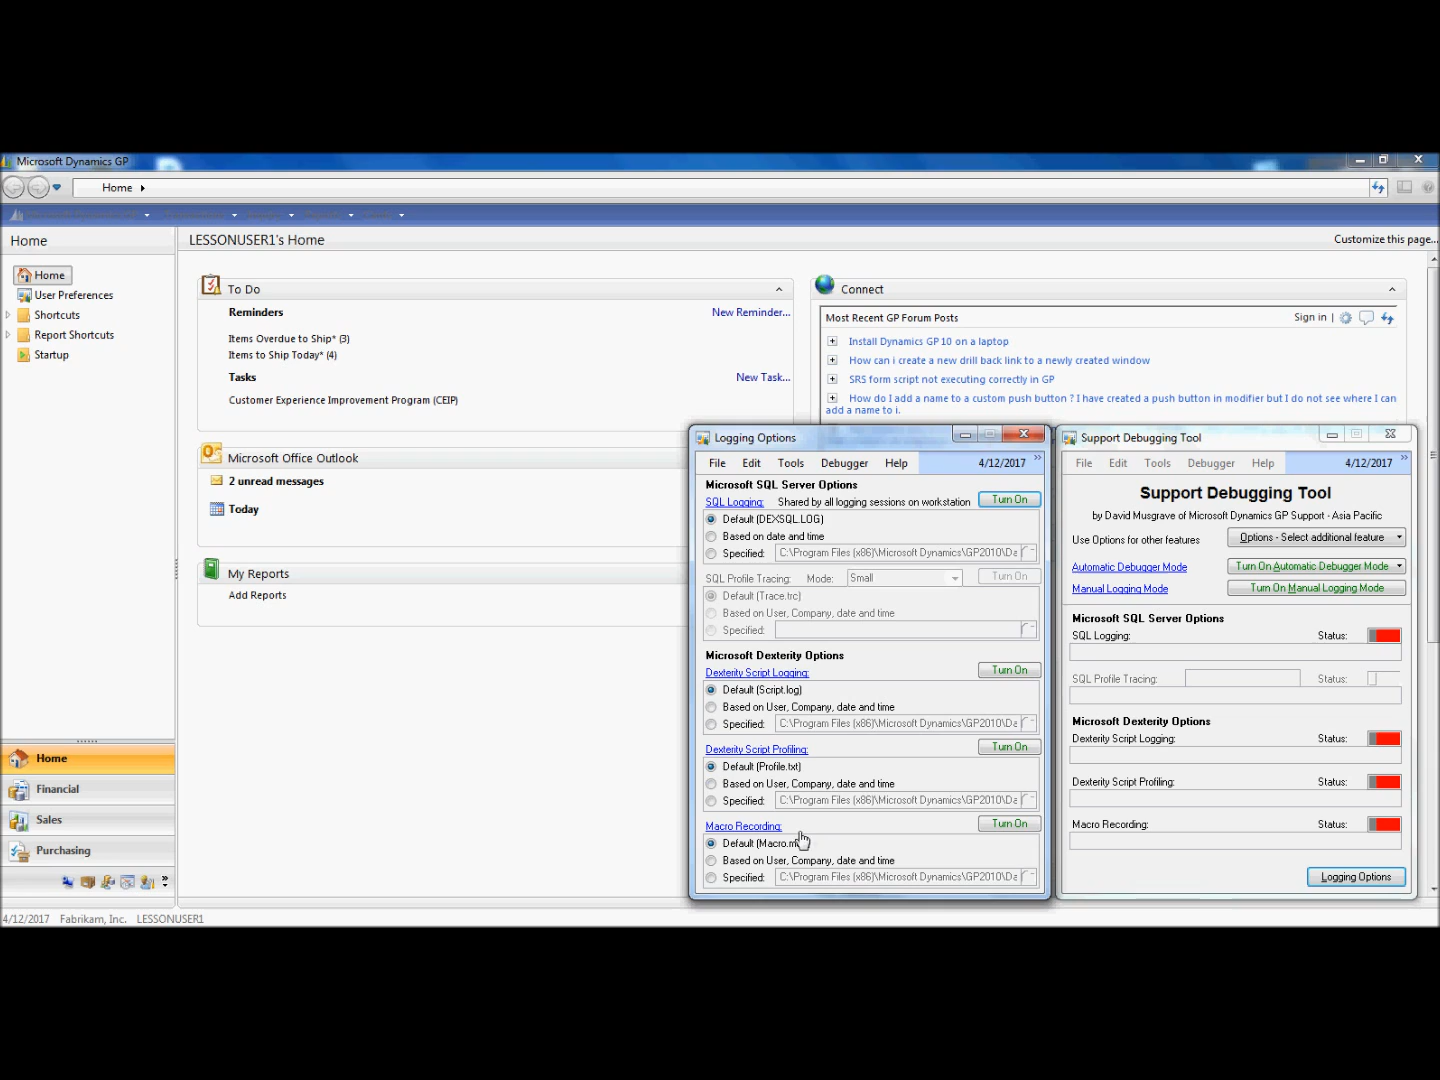 Microsoft Dynamics GP
Home
Home
LESSONUSER1's Home
Customize this page...
Home
User Preferences
Shortcuts
Report Shortcuts
Startup
To Do
Reminders
New Reminder...
Items Overdue to Ship* (3)
Items to Ship Today* (4)
Tasks
New Task...
Customer Experience Improvement Program (CEIP)
Microsoft Office Outlook
2 unread messages
Today
My Reports
Add Reports
Connect
Most Recent GP Forum Posts
Sign in |
Install Dynamics GP 10 on a laptop
How can i create a new drill back link to a newly created window
SRS form script not executing correctly in GP
How do I add a name to a custom push button ? I have created a push button in modifier but I do not see where I can
add a name to i.
Logging Options
File Edit Tools Debugger Help 4/12/2017
Microsoft SQL Server Options
SQL Logging: Shared by all logging sessions on workstation Turn On
Default (DEXSQL.LOG)
Based on date and time
Specified: C:\Program Files (x86)\Microsoft Dynamics\GP2010\Da
SQL Profile Tracing: Mode: Small Turn On
Default (Trace.trc)
Based on User, Company, date and time
Specified:
Microsoft Dexterity Options
Dexterity Script Logging: Turn On
Default (Script.log)
Based on User, Company, date and time
Specified: C:\Program Files (x86)\Microsoft Dynamics\GP2010\Da
Dexterity Script Profiling: Turn On
Default (Profile.txt)
Based on User, Company, date and time
Specified: C:\Program Files (x86)\Microsoft Dynamics\GP2010\Da
Macro Recording: Turn On
Default (Macro.m
Based on User, Company, date and time
Specified: C:\Program Files (x86)\Microsoft Dynamics\GP2010\Da
Support Debugging Tool
File Edit Tools Debugger Help 4/12/2017
Support Debugging Tool
by David Musgrave of Microsoft Dynamics GP Support - Asia Pacific
Use Options for other features Options - Select additional feature
Automatic Debugger Mode Turn On Automatic Debugger Mode
Manual Logging Mode Turn On Manual Logging Mode
Microsoft SQL Server Options
SQL Logging: Status:
SQL Profile Tracing: Status:
Microsoft Dexterity Options
Dexterity Script Logging: Status:
Dexterity Script Profiling: Status:
Macro Recording: Status:
Logging Options
Home
Financial
Sales
Purchasing
4/12/2017 Fabrikam, Inc. LESSONUSER1